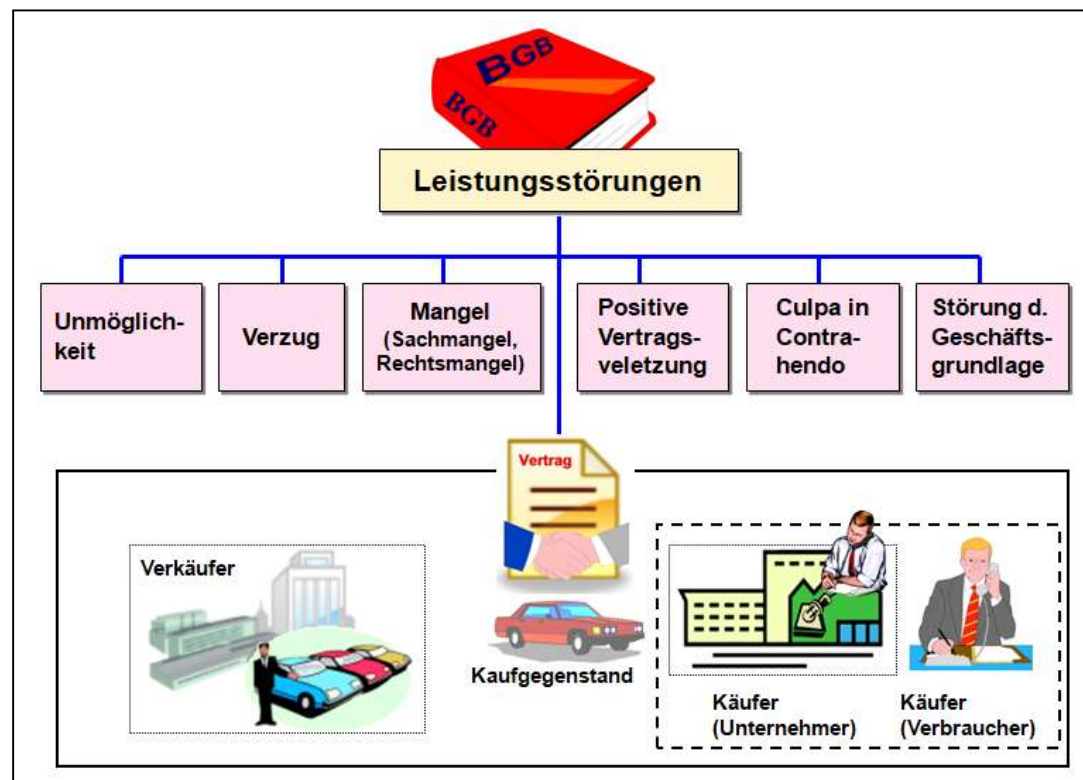 BGB
BGB
Leistungsstörungen
Unmöglich-
keit
Verzug
Mangel
(Sachmangel,
Rechtsmangel)
Positive
Vertrags-
veletzung
Culpa in
Contra-
hendo
Störung d.
Geschäfts-
grundlage
Vertrag
Verkäufer
Kaufgegenstand
Käufer
(Unternehmer)
Käufer
(Verbraucher)